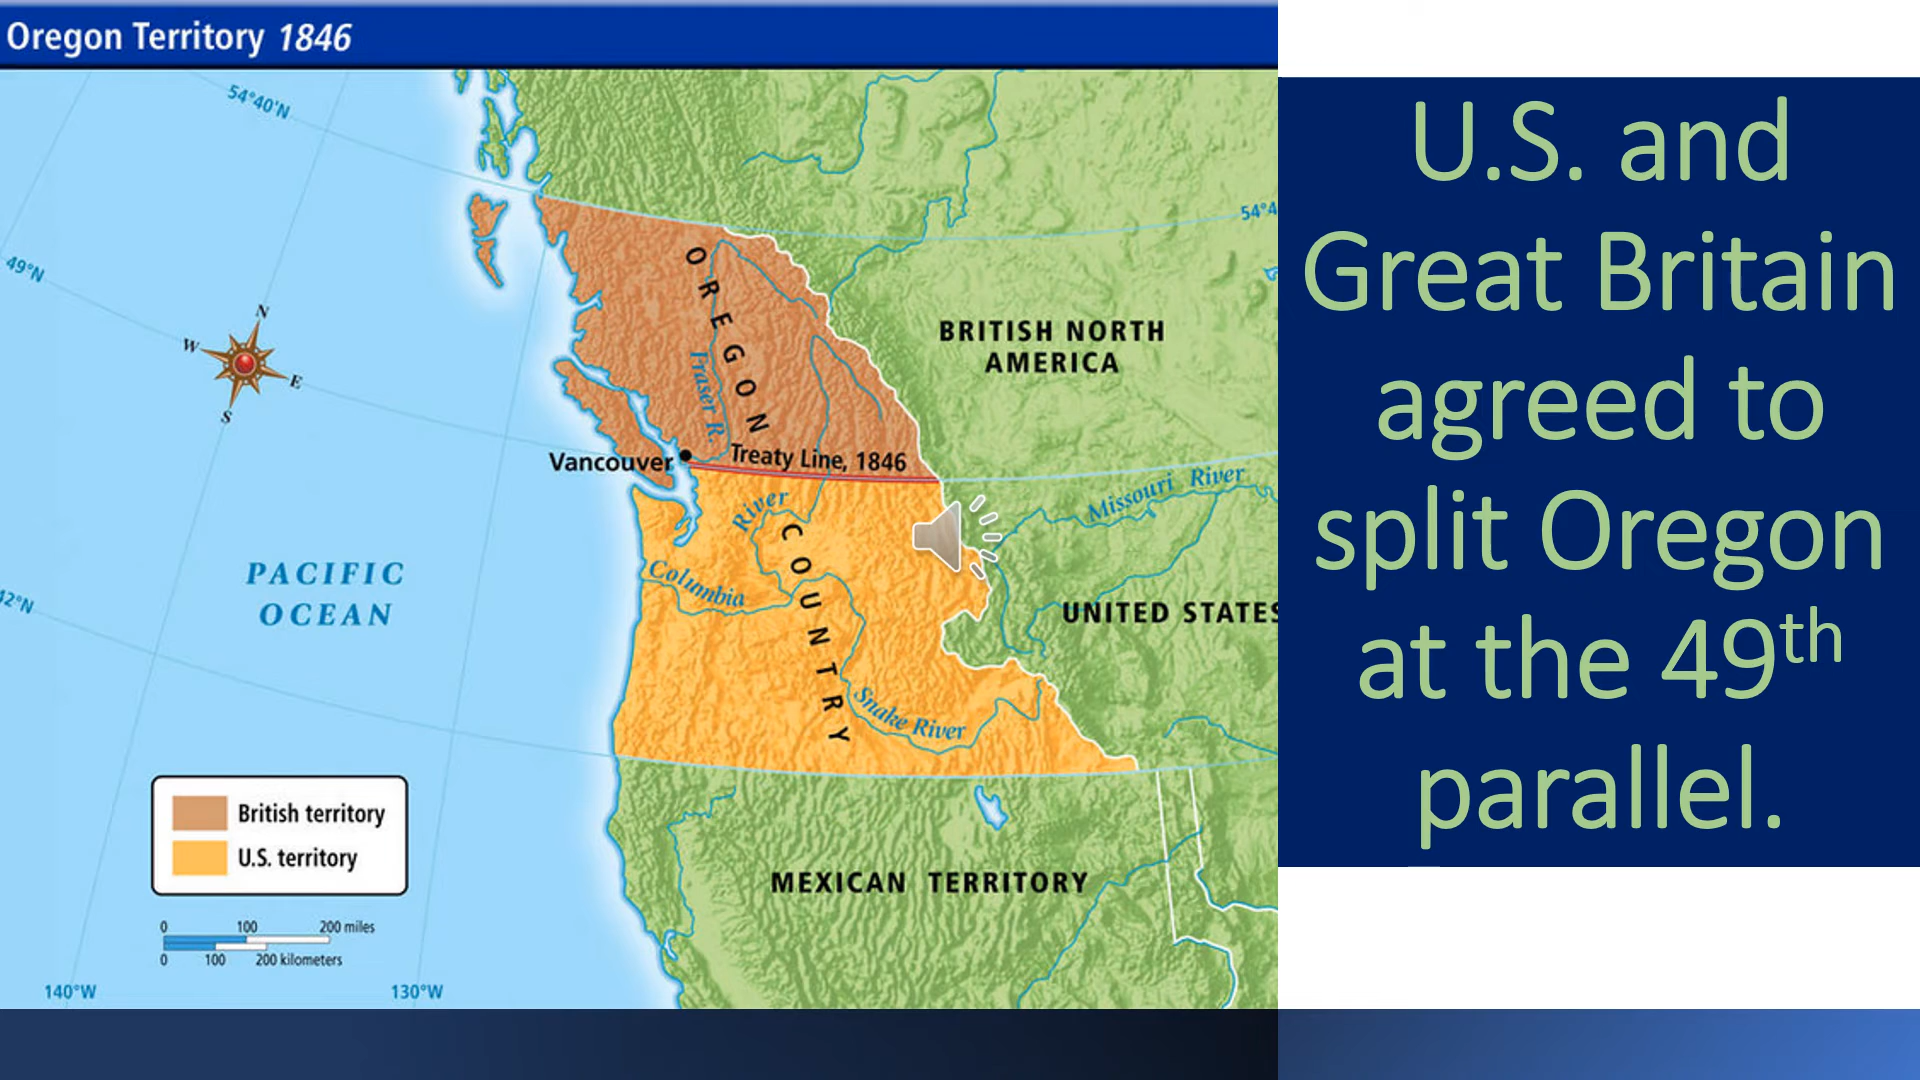 Oregon Territory 1846
54°40'N
54°4
49°N
N
W
E
S
OREGON
Fraser R.
BRITISH NORTH
AMERICA
Vancouver
Treaty Line, 1846
Missouri River
River
COUNTRY
PACIFIC
OCEAN
Columbia
42°N
UNITED STATES
Snake River
British territory
U.S. territory
MEXICAN TERRITORY
0 100 200 miles
0 100 200 kilometers
140°W
130°W
U.S. and
Great Britain
agreed to
split Oregon
at the 49th
parallel.